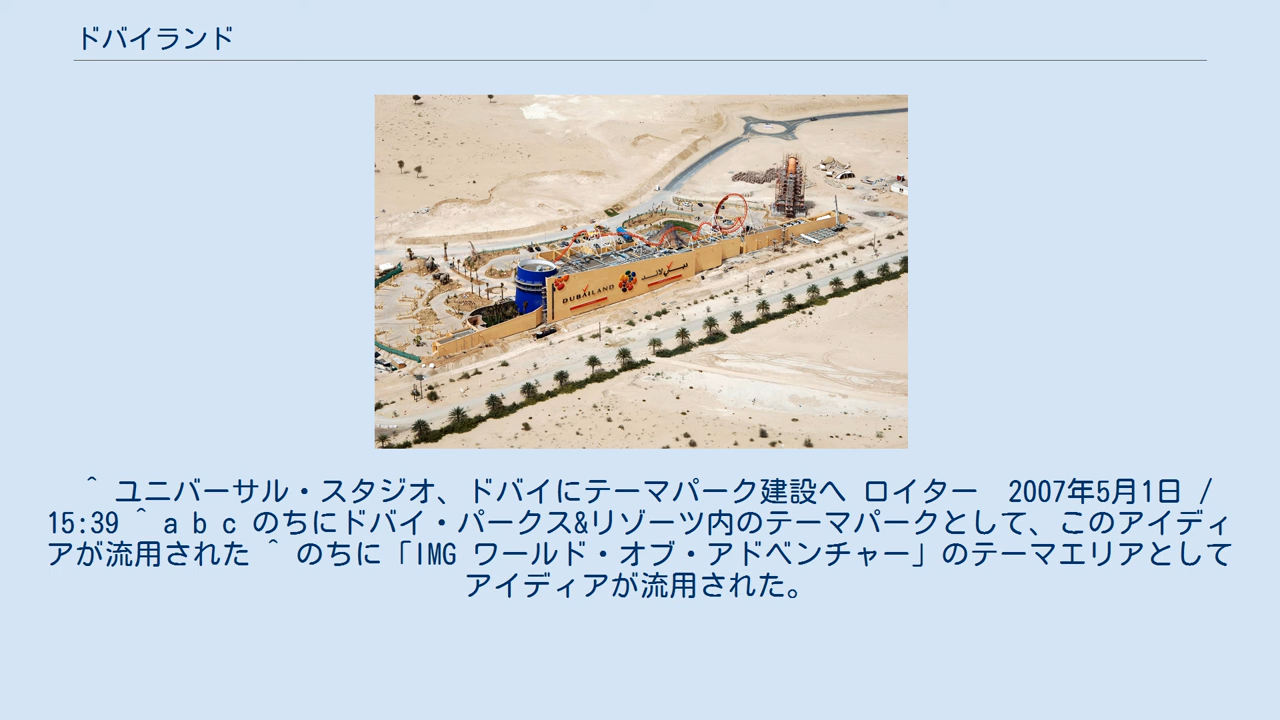 ドバイランド
DUBAILAND
دبي لاند
^ ユニバーサル・スタジオ、ドバイにテーマパーク建設へ ロイター　2007年5月1日 /
15:39 ^ a b c のちにドバイ・パークス&リゾーツ内のテーマパークとして、このアイディ
アが流用された ^ のちに「IMG ワールド・オブ・アドベンチャー」のテーマエリアとして
アイディアが流用された。